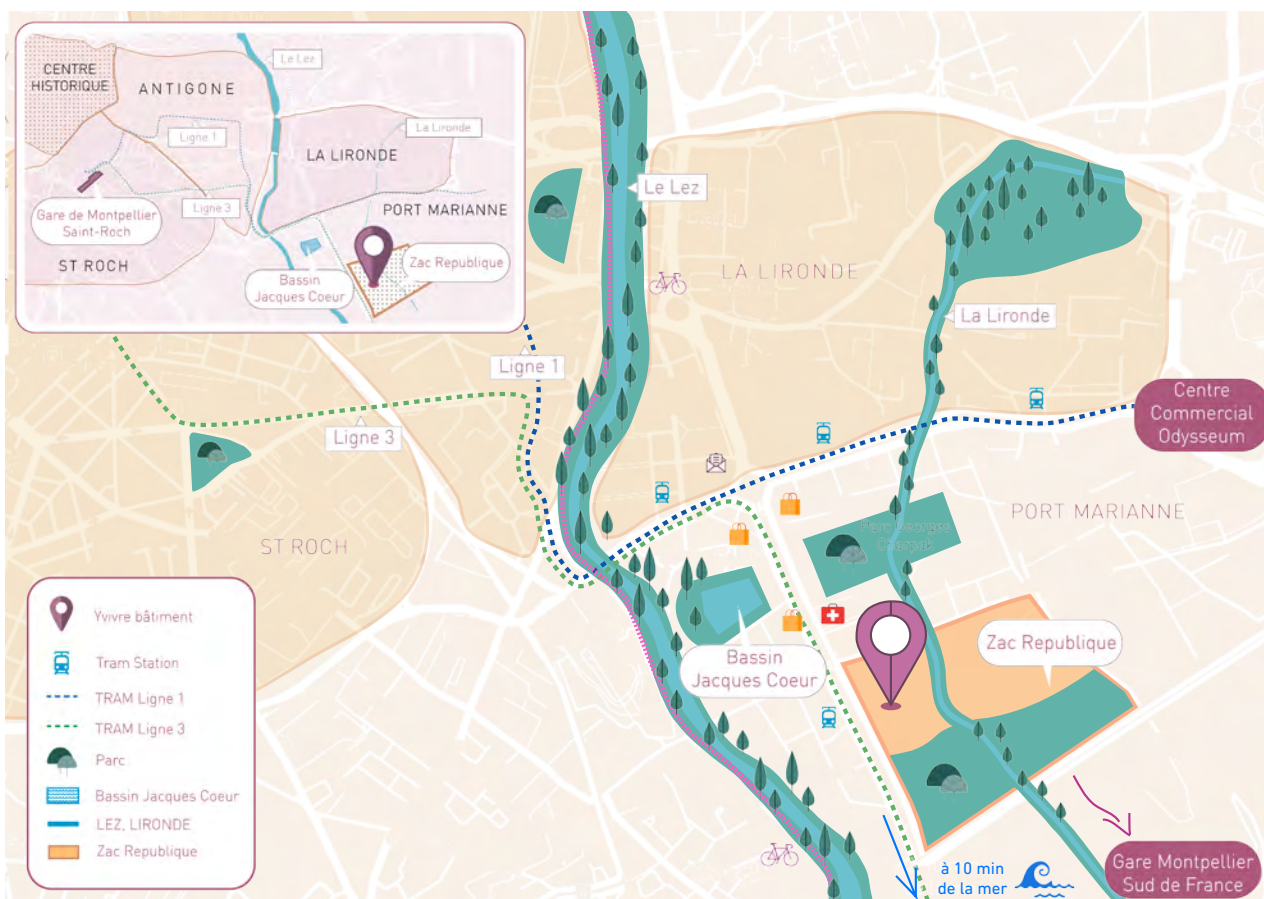 CENTRE
HISTORIQUE
ANTIGONE
Le Lez
Ligne 1
La Lironde
LA LIRONDE
Ligne 3
Gare de Montpellier
Saint-Roch
PORT MARIANNE
ST ROCH
Zac Republique
Bassin
Jacques Coeur
Le Lez
LA LIRONDE
La Lironde
Ligne 1
Ligne 3
Centre
Commercial
Odysseum
PORT MARIANNE
Parc Georges
Charpak
ST ROCH
Zac Republique
Bassin
Jacques Coeur
Yvivre bâtiment
Tram Station
TRAM Ligne 1
TRAM Ligne 3
Parc
Bassin Jacques Coeur
LEZ, LIRONDE
Zac Republique
à 10 min
de la mer
Gare Montpellier
Sud de France